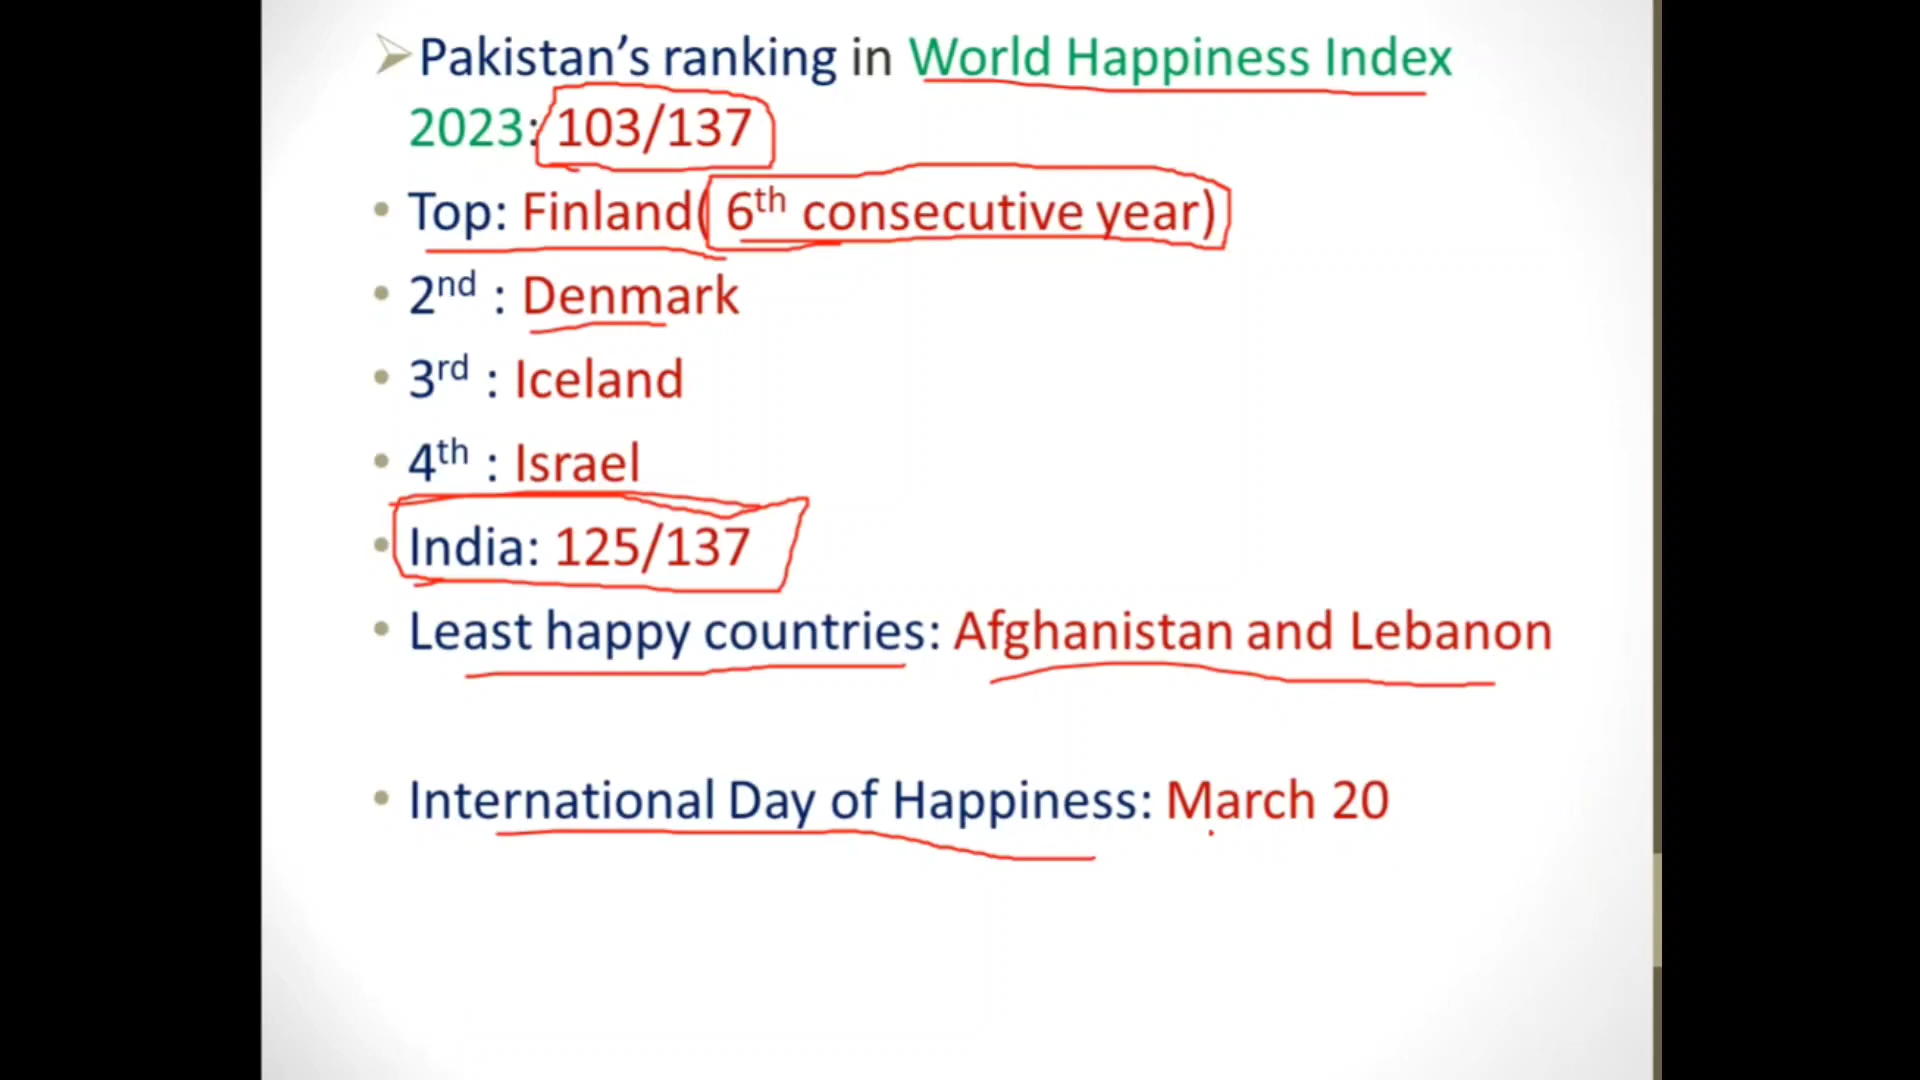 Pakistan’s ranking in World Happiness Index
2023: 103/137
Top: Finland( 6th consecutive year)
2nd : Denmark
3rd : Iceland
4th : Israel
India: 125/137
Least happy countries: Afghanistan and Lebanon
International Day of Happiness: March 20